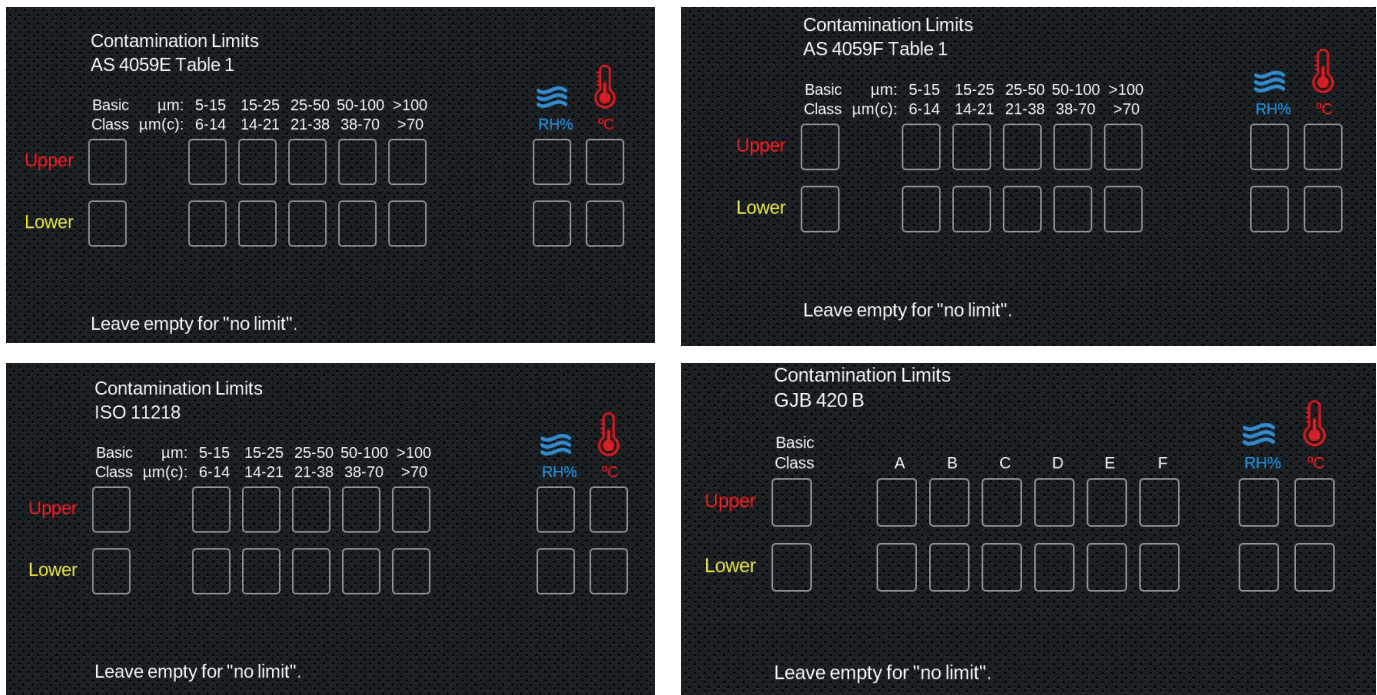 Contamination Limits
AS 4059E Table 1
Basic µm: 5-15 15-25 25-50 50-100 >100
Class µm(c): 6-14 14-21 21-38 38-70 >70 RH% ºC
Upper
Lower
Leave empty for "no limit".
Contamination Limits
AS 4059F Table 1
Basic µm: 5-15 15-25 25-50 50-100 >100
Class µm(c): 6-14 14-21 21-38 38-70 >70 RH% ºC
Upper
Lower
Leave empty for "no limit".
Contamination Limits
ISO 11218
Basic µm: 5-15 15-25 25-50 50-100 >100
Class µm(c): 6-14 14-21 21-38 38-70 >70 RH% ºC
Upper
Lower
Leave empty for "no limit".
Contamination Limits
GJB 420 B
Basic
Class A B C D E F RH% ºC
Upper
Lower
Leave empty for "no limit".